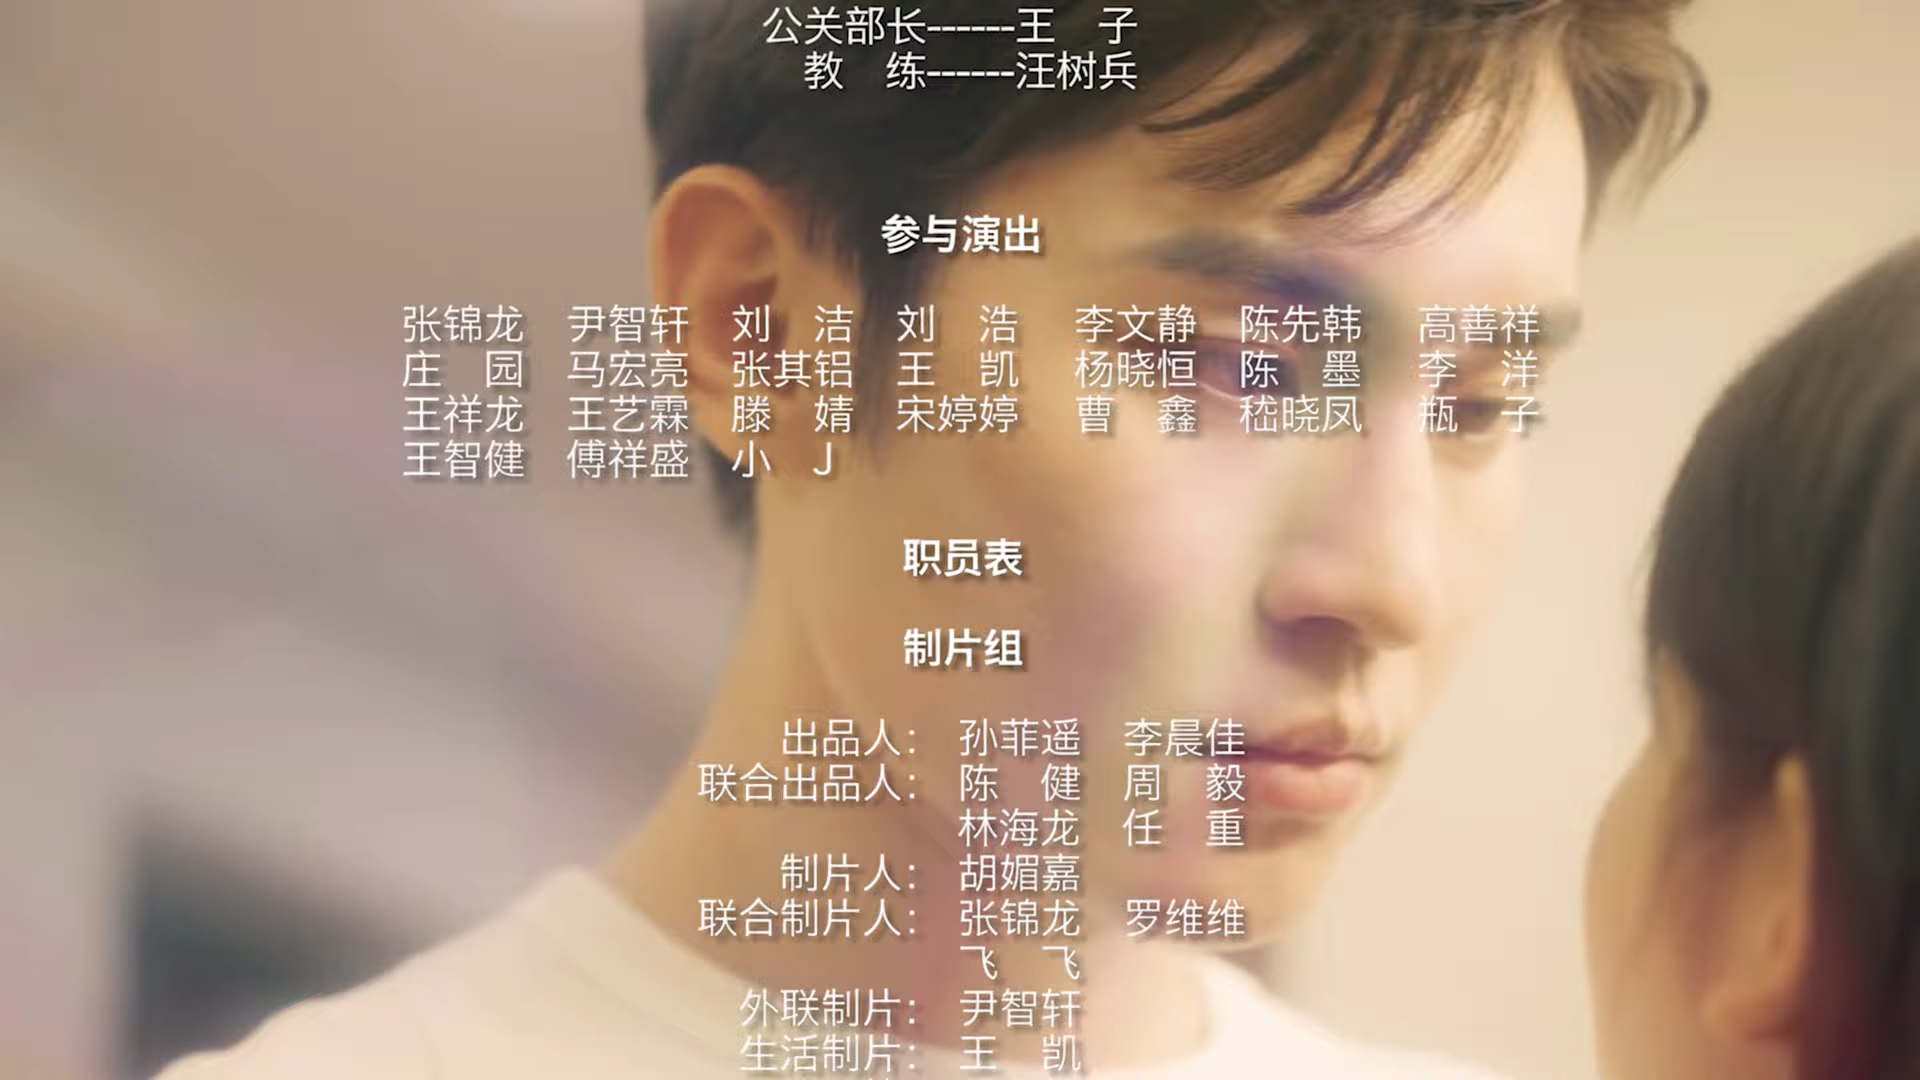 公关部长------王　子
教　练------汪树兵
参与演出
张锦龙　尹智轩　刘　洁　刘　浩　李文静　陈先韩　高善祥
庄　园　马宏亮　张其铝　王　凯　杨晓恒　陈　墨　李　洋
王祥龙　王艺霖　滕　婧　宋婷婷　曹　鑫　嵇晓凤　瓶　子
王智健　傅祥盛　小　J
职员表
制片组
出品人：　孙菲遥　李晨佳
联合出品人：　陈　健　周　毅
林海龙　任　重
制片人：　胡媚嘉
联合制片人：　张锦龙　罗维维
飞　飞
外联制片：　尹智轩
生活制片：　王　凯